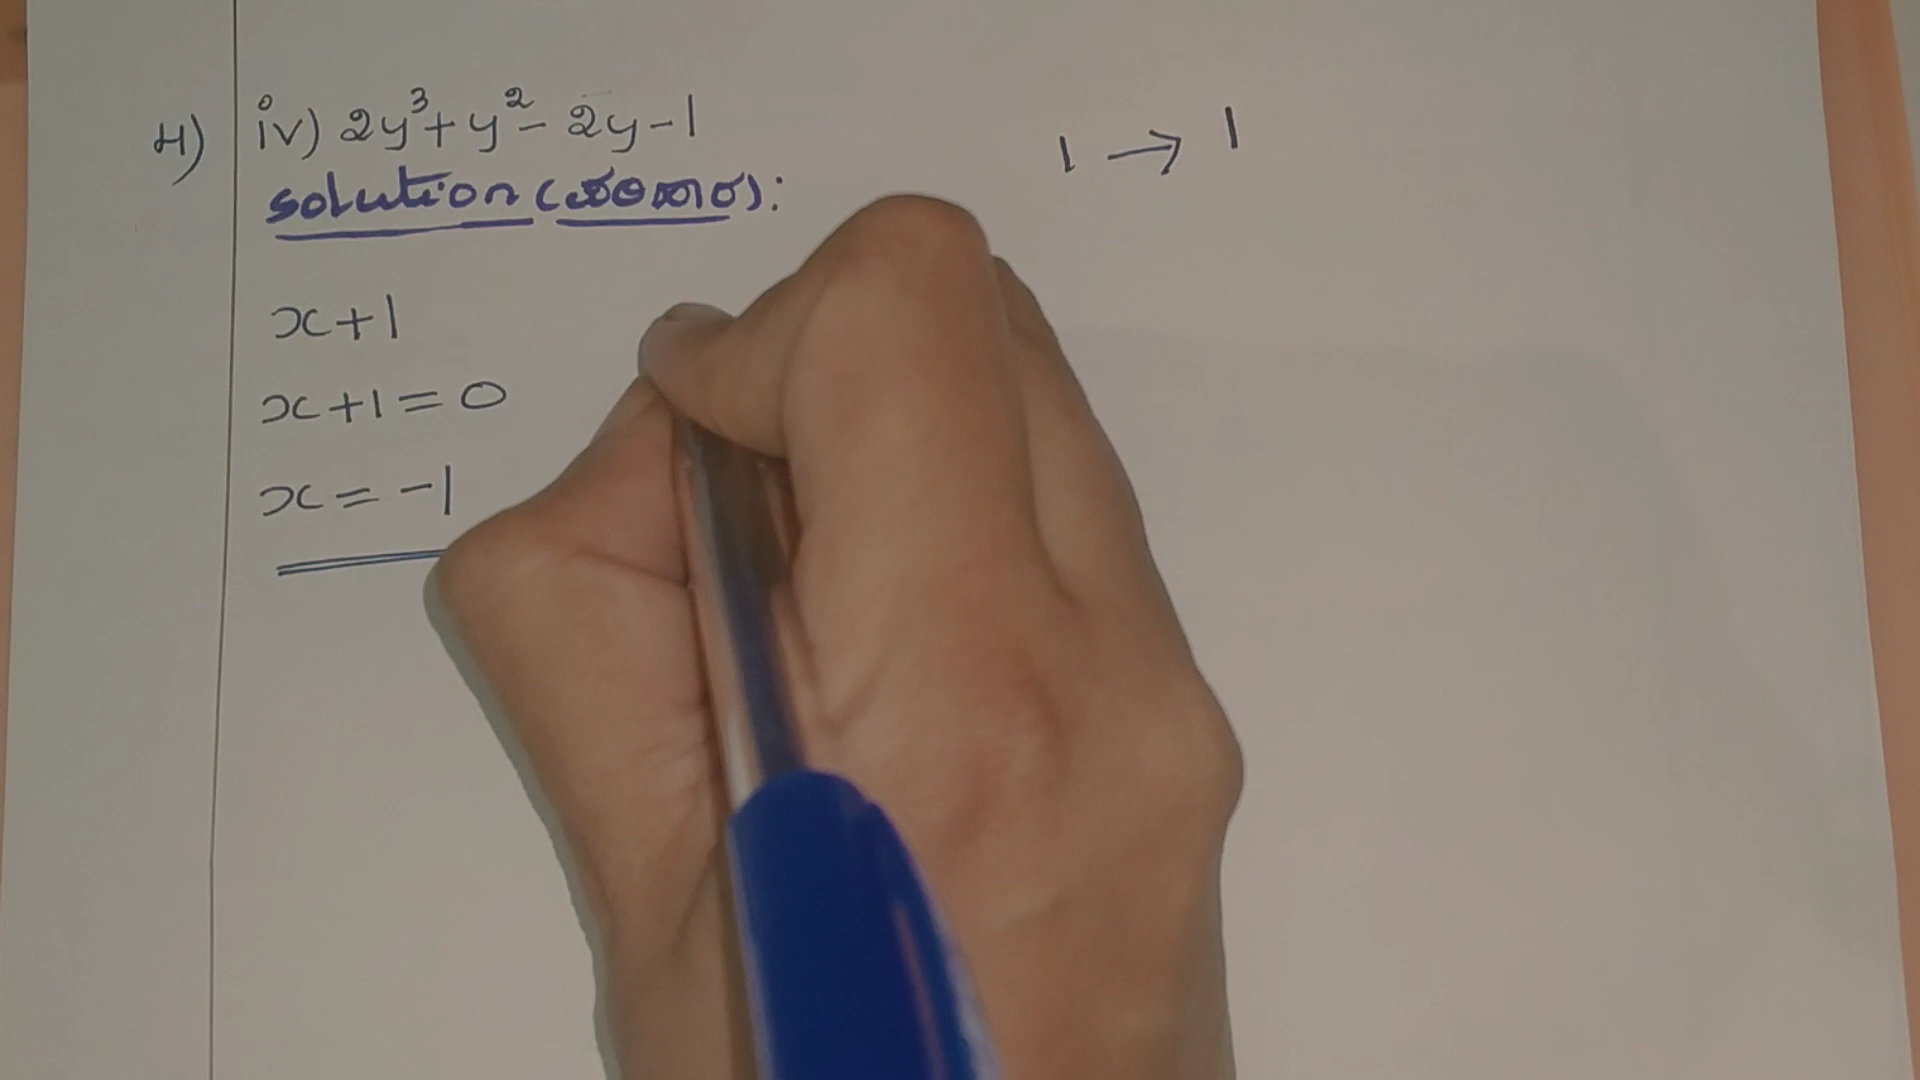 4) iv) 2y³+y²-2y-1
1 → 1
solution (ಪರಿಹಾರ):
x+1
x+1=0
x=-1